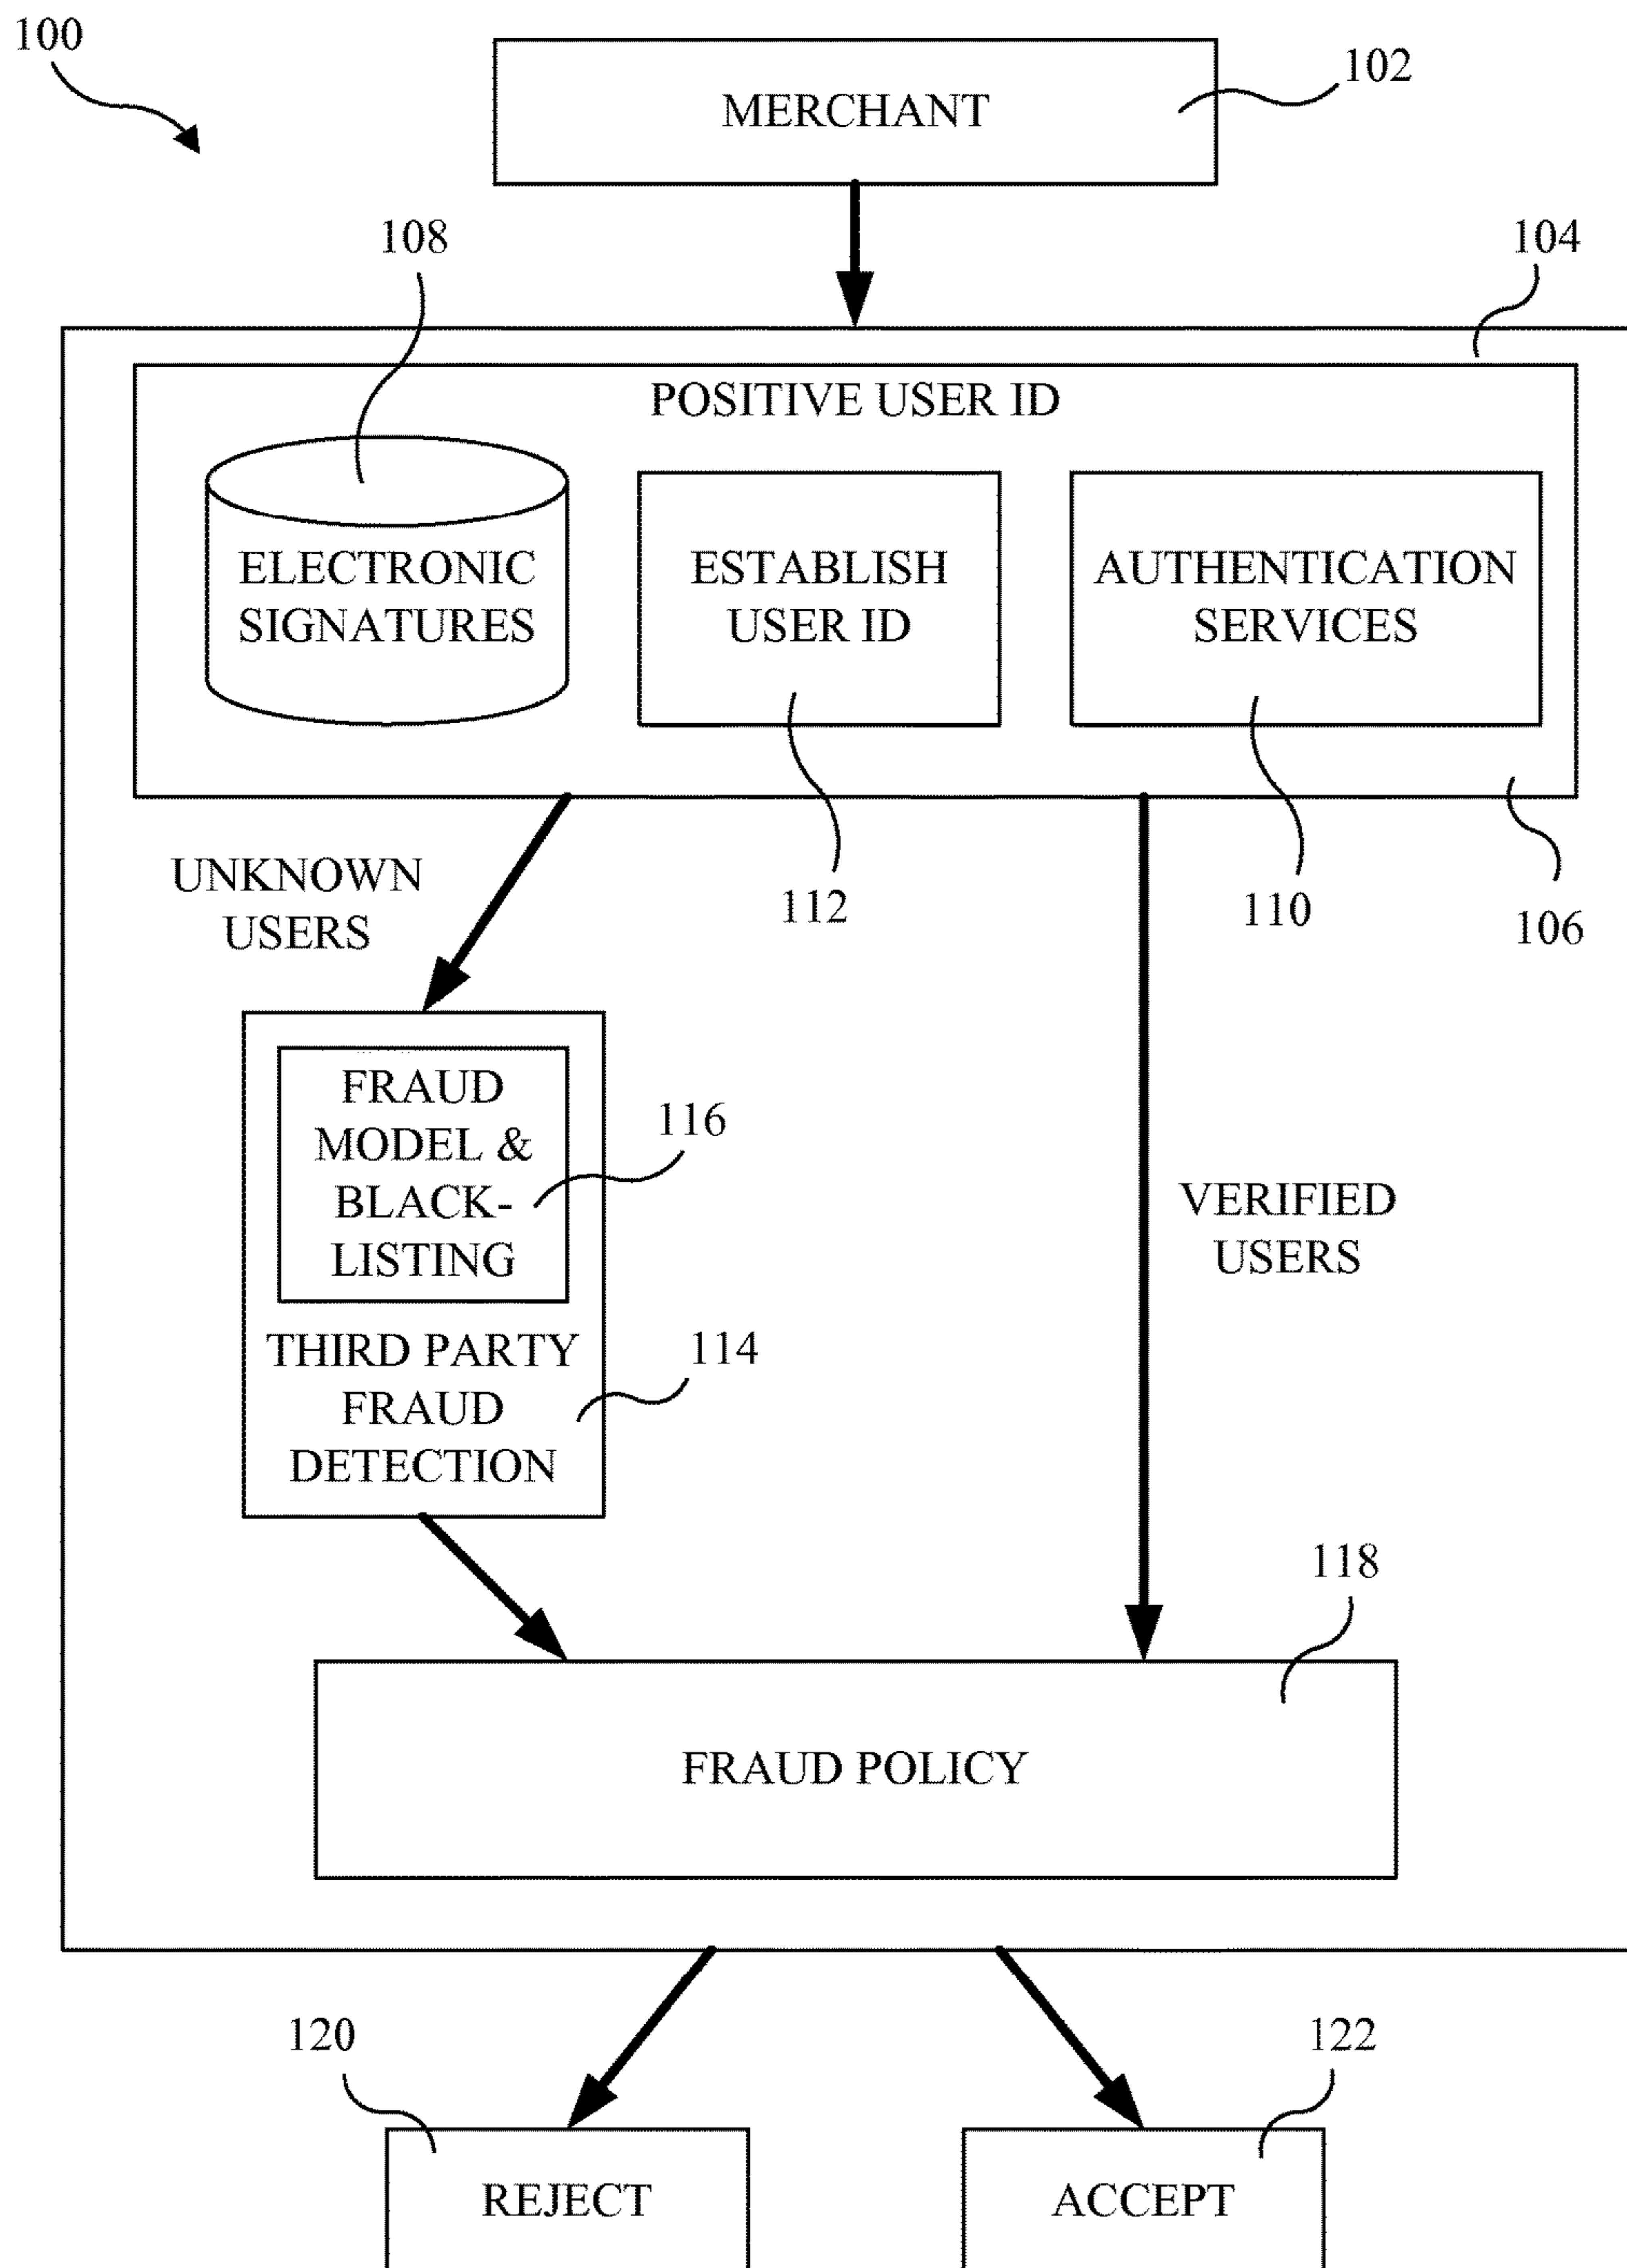 100
102
MERCHANT
108
104
POSITIVE USER ID
ELECTRONIC
SIGNATURES
ESTABLISH
USER ID
AUTHENTICATION
SERVICES
UNKNOWN
USERS
112
110
106
FRAUD
MODEL &
BLACK-
LISTING
116
THIRD PARTY
FRAUD
DETECTION
114
VERIFIED
USERS
118
FRAUD POLICY
120
122
REJECT
ACCEPT